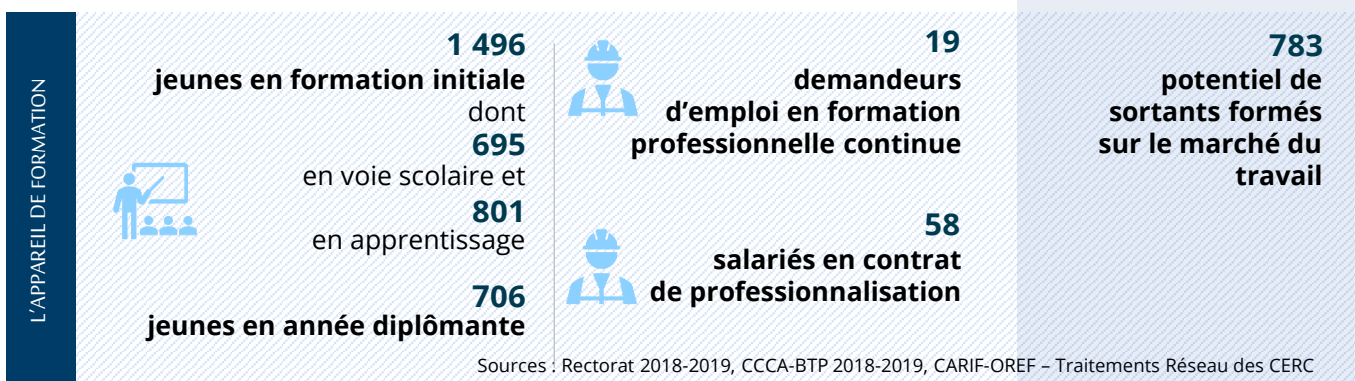 L'APPAREIL DE FORMATION
1 496
jeunes en formation initiale
dont
695
en voie scolaire et
801
en apprentissage
706
jeunes en année diplômante
19
demandeurs
d'emploi en formation
professionnelle continue
58
salariés en contrat
de professionnalisation
783
potentiel de
sortants formés
sur le marché du
travail
Sources : Rectorat 2018-2019, CCCA-BTP 2018-2019, CARIF-OREF – Traitements Réseau des CERC